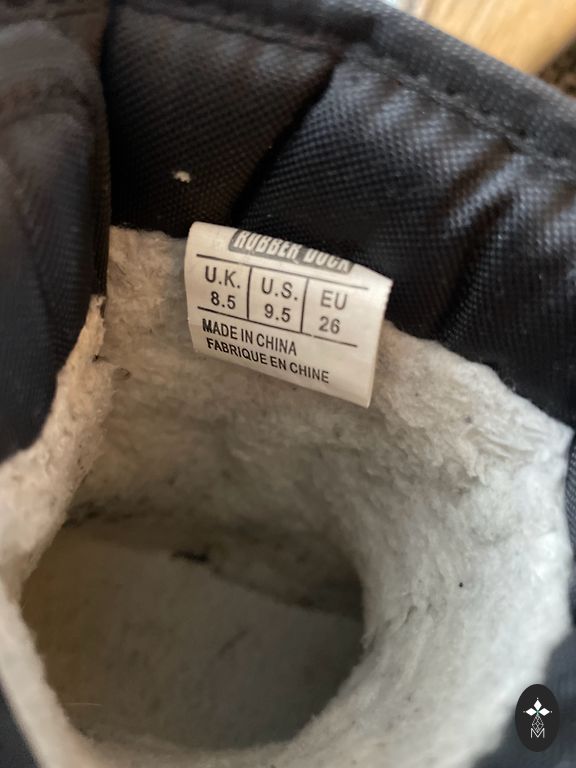 RUBBER DUCK
U.K. U.S. EU
8.5 9.5 26
MADE IN CHINA
FABRIQUE EN CHINE
M